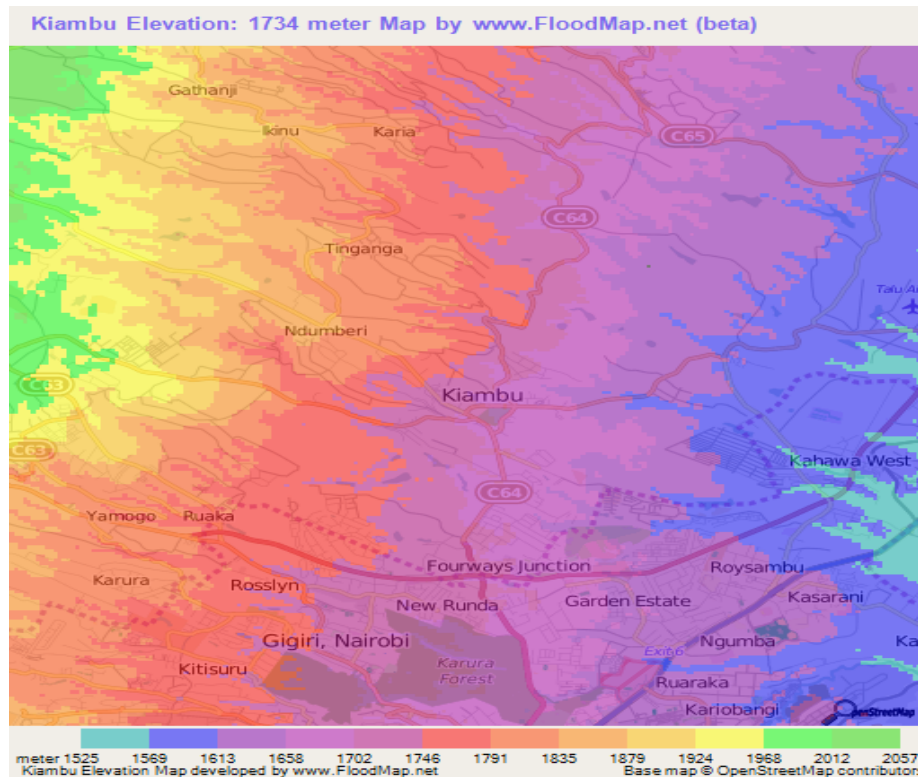 Kiambu Elevation: 1734 meter Map by www.FloodMap.net (beta)
Gathanji
Ikinu
Karia
C65
C64
Tinganga
Ndumberi
C63
Kiambu
C63
Kahawa West
C64
Yamogo
Ruaka
Fourways Junction
Roysambu
Karura
Rosslyn
New Runda
Garden Estate
Kasarani
Gigiri, Nairobi
Ngumba
Ka
Exit 6
Kitisuru
Karura
Forest
Ruaraka
Kariobangi
OpenStreetMap
meter 1525 1569 1613 1658 1702 1746 1791 1835 1879 1924 1968 2012 2057
Kiambu Elevation Map developed by www.FloodMap.net
Base map © OpenStreetMap contributor